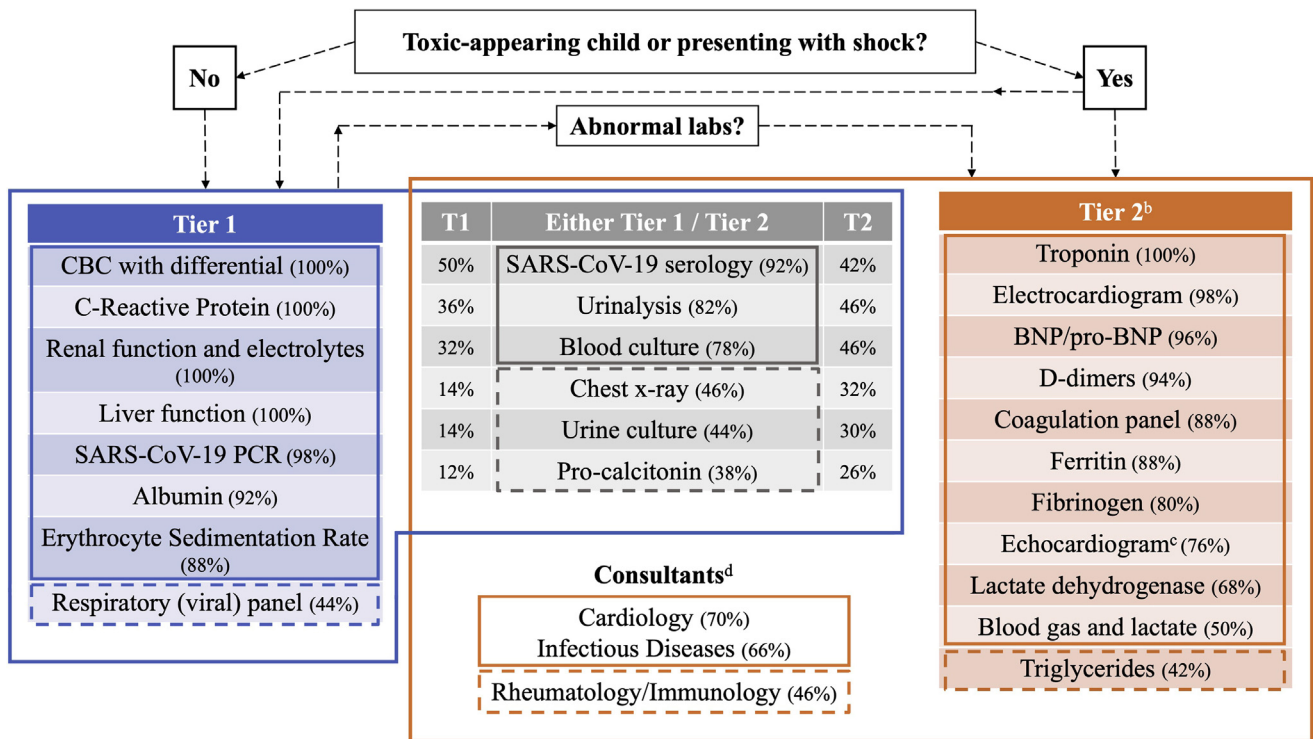 Toxic-appearing child or presenting with shock?
No
Yes
Abnormal labs?
Tier 1
CBC with differential (100%)
C-Reactive Protein (100%)
Renal function and electrolytes
(100%)
Liver function (100%)
SARS-CoV-19 PCR (98%)
Albumin (92%)
Erythrocyte Sedimentation Rate
(88%)
Respiratory (viral) panel (44%)
T1 Either Tier 1 / Tier 2 T2
50% SARS-CoV-19 serology (92%) 42%
36% Urinalysis (82%) 46%
32% Blood culture (78%) 46%
14% Chest x-ray (46%) 32%
14% Urine culture (44%) 30%
12% Pro-calcitonin (38%) 26%
Consultantsᵈ
Cardiology (70%)
Infectious Diseases (66%)
Rheumatology/Immunology (46%)
Tier 2ᵇ
Troponin (100%)
Electrocardiogram (98%)
BNP/pro-BNP (96%)
D-dimers (94%)
Coagulation panel (88%)
Ferritin (88%)
Fibrinogen (80%)
Echocardiogramᶜ (76%)
Lactate dehydrogenase (68%)
Blood gas and lactate (50%)
Triglycerides (42%)